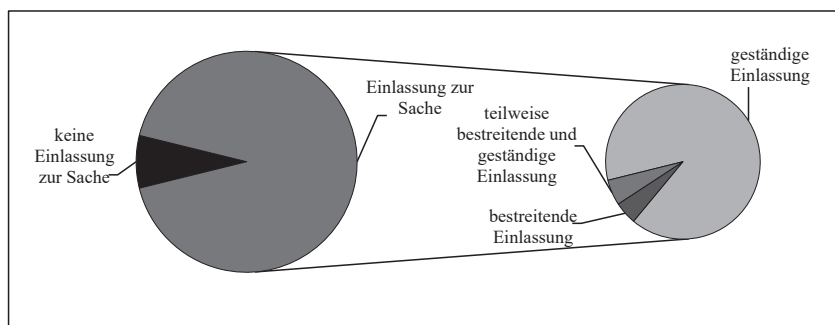 keine
Einlassung
zur Sache
Einlassung zur
Sache
teilweise
bestreitende und
geständige
Einlassung
bestreitende
Einlassung
geständige
Einlassung